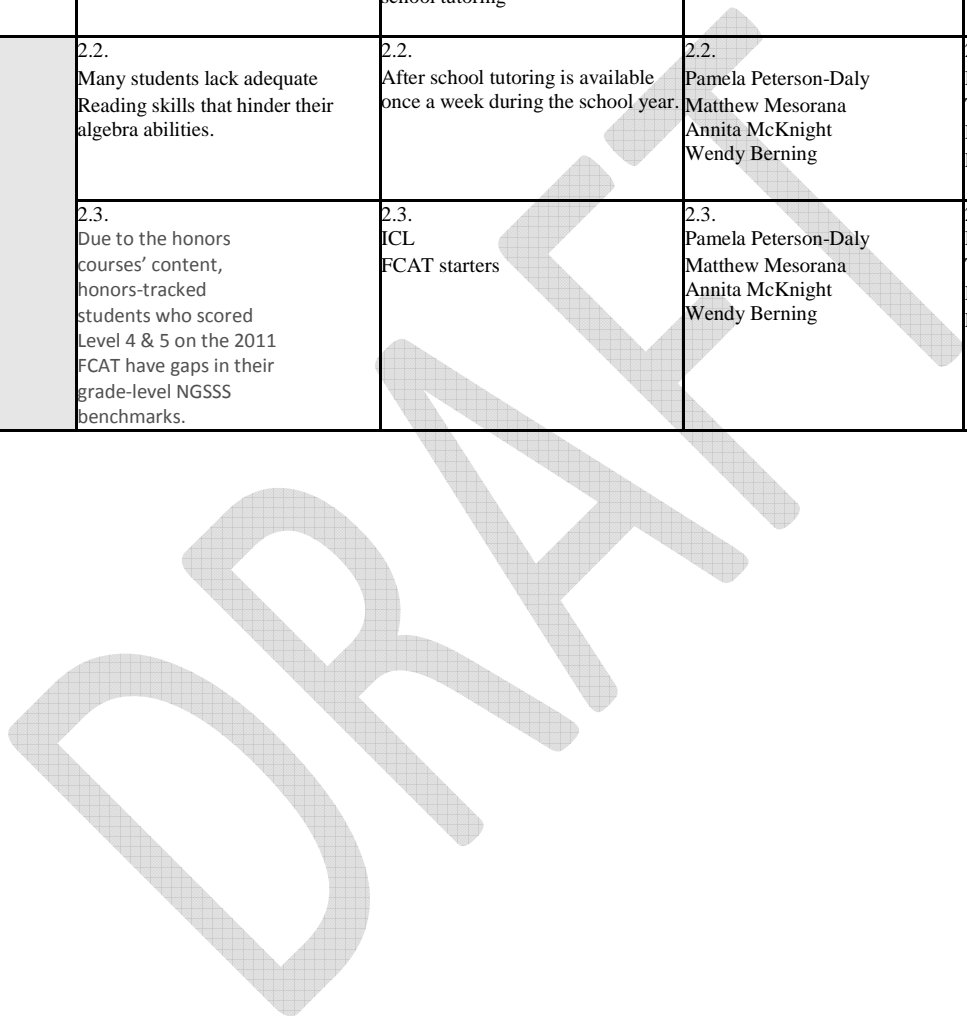 school tutoring
2.2.
Many students lack adequate
Reading skills that hinder their
algebra abilities.
2.2.
After school tutoring is available
once a week during the school year.
2.2.
Pamela Peterson-Daly
Matthew Mesorana
Annita McKnight
Wendy Berning
2.3.
Due to the honors
courses’ content,
honors-tracked
students who scored
Level 4 & 5 on the 2011
FCAT have gaps in their
grade-level NGSSS
benchmarks.
2.3.
ICL
FCAT starters
2.3.
Pamela Peterson-Daly
Matthew Mesorana
Annita McKnight
Wendy Berning
DRAFT